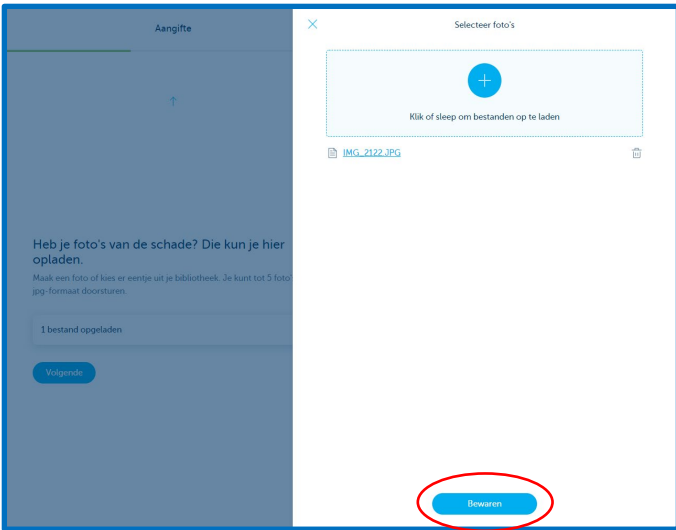 Aangifte
Heb je foto's van de schade? Die kun je hier
opladen.
Maak een foto of kies er eentje uit je bibliotheek. Je kunt tot 5 foto'
jpg-formaat doorsturen.
1 bestand opgeladen
Volgende
Selecteer foto's
Klik of sleep om bestanden op te laden
IMG_2122.JPG
Bewaren